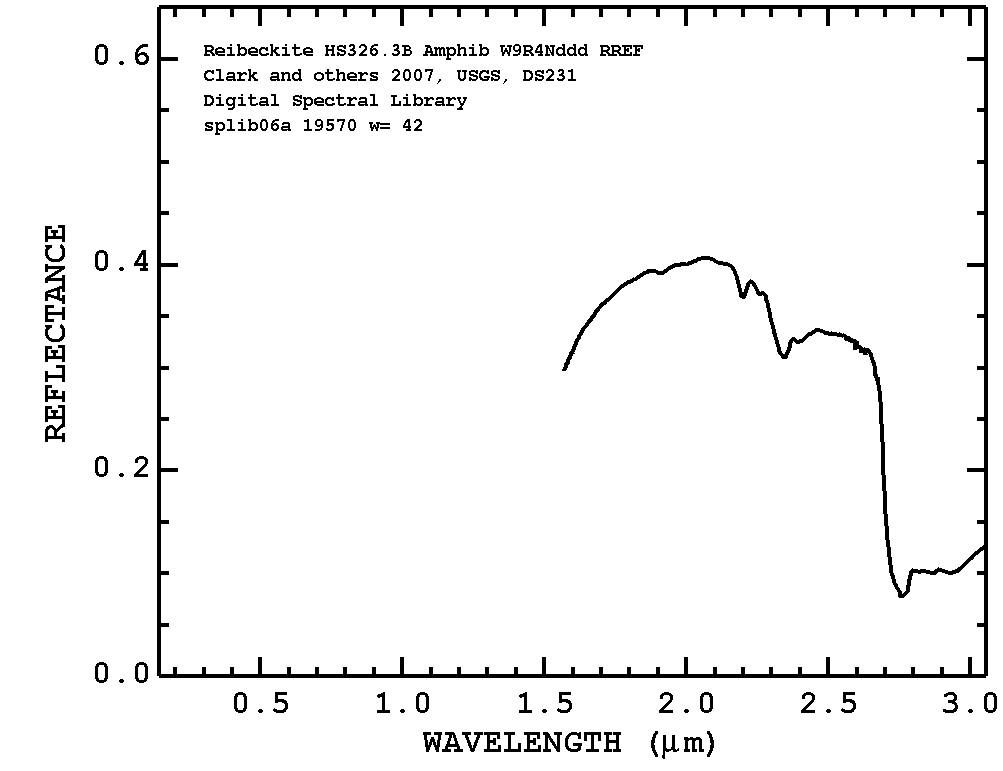 Reibeckite HS326.3B Amphib W9R4Nddd RREF
Clark and others 2007, USGS, DS231
Digital Spectral Library
splib06a 19570 w= 42
REFLECTANCE
0.6
0.4
0.2
0.0
0.5 1.0 1.5 2.0 2.5 3.0
WAVELENGTH (μm)